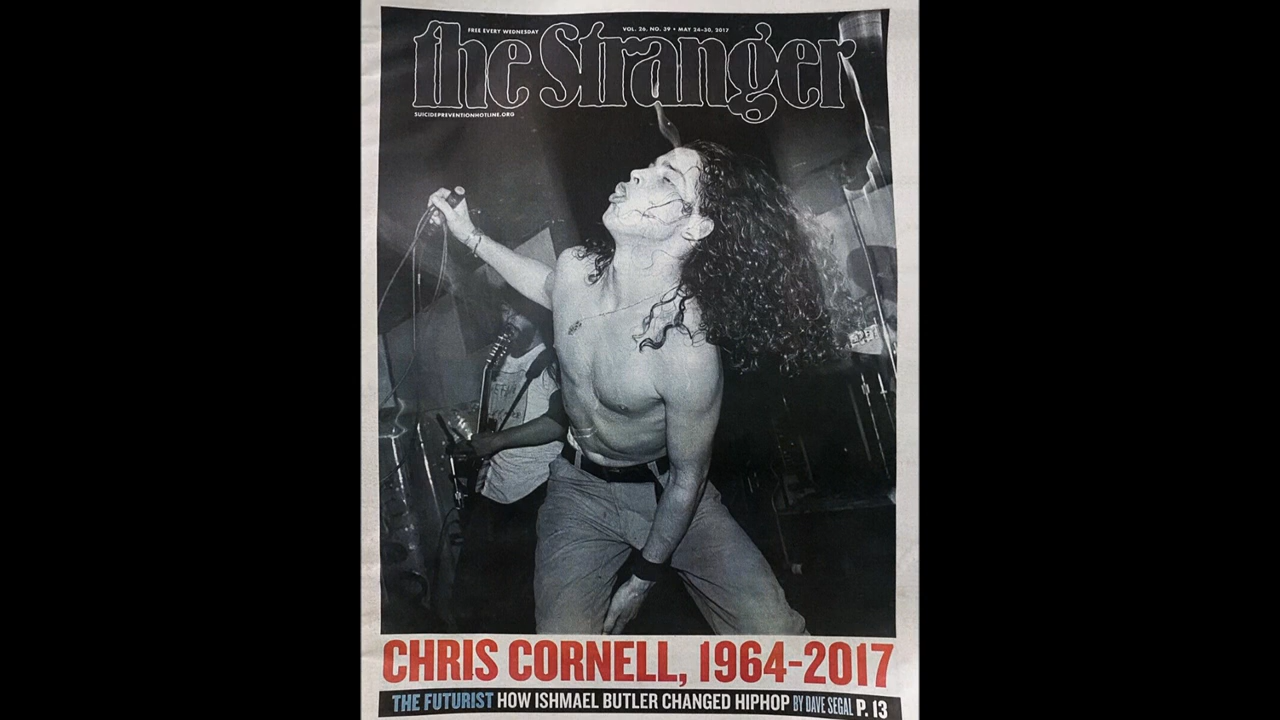 FREE EVERY WEDNESDAY
VOL. 26, NO. 39 • MAY 24-30, 2017
the Stranger
SUICIDEPREVENTIONHOTLINE.ORG
CHRIS CORNELL, 1964-2017
THE FUTURIST HOW ISHMAEL BUTLER CHANGED HIPHOP BY DAVE SEGAL P. 13